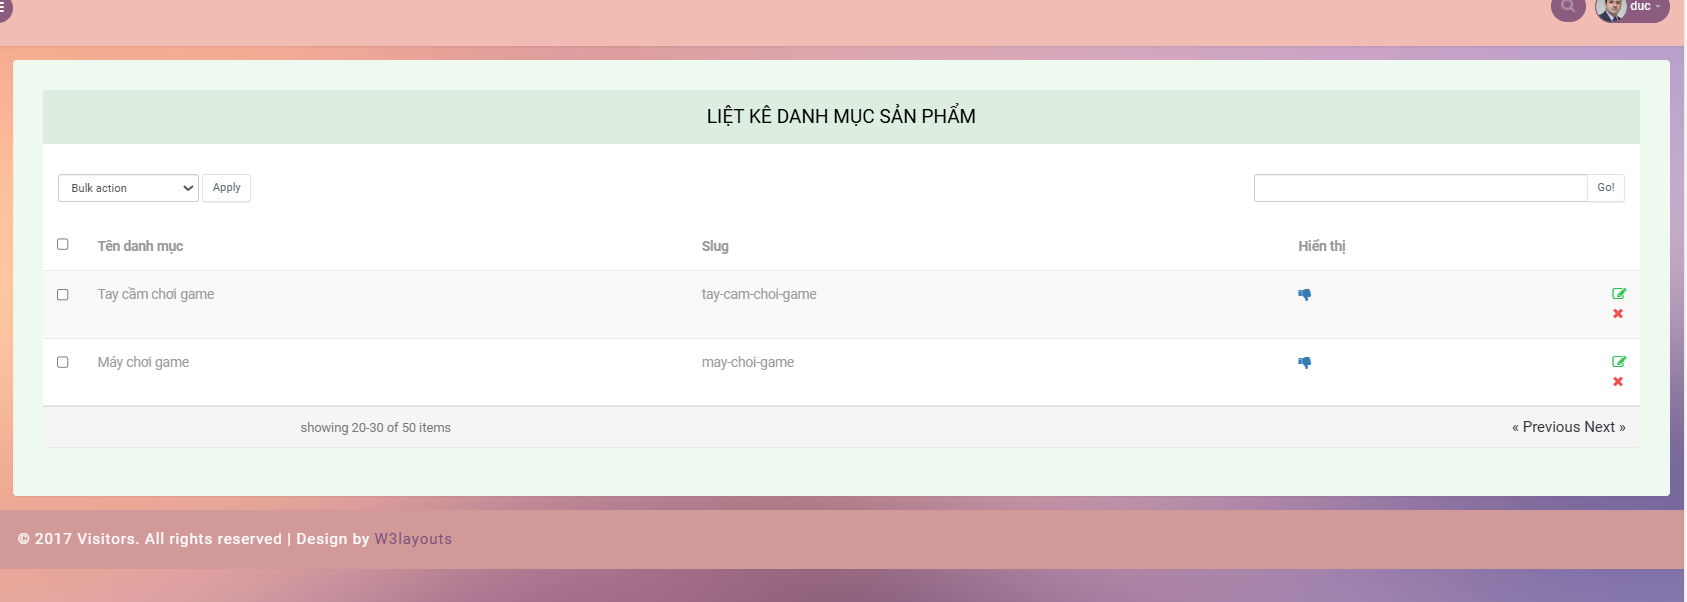 duc
LIỆT KÊ DANH MỤC SẢN PHẨM
Bulk action Apply Go!
Tên danh mục Slug Hiển thị
Tay cầm chơi game tay-cam-choi-game
Máy chơi game may-choi-game
showing 20-30 of 50 items « Previous Next »
© 2017 Visitors. All rights reserved | Design by W3layouts